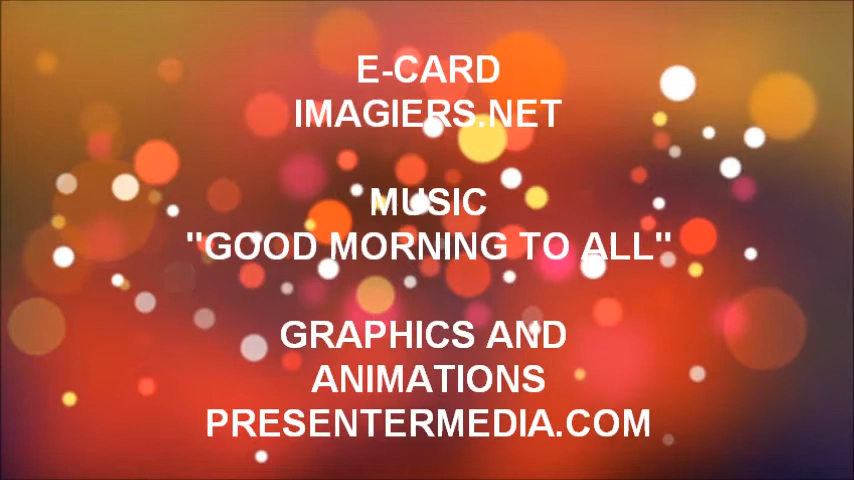 E-CARD
IMAGIERS.NET
MUSIC
"GOOD MORNING TO ALL"
GRAPHICS AND
ANIMATIONS
PRESENTERMEDIA.COM